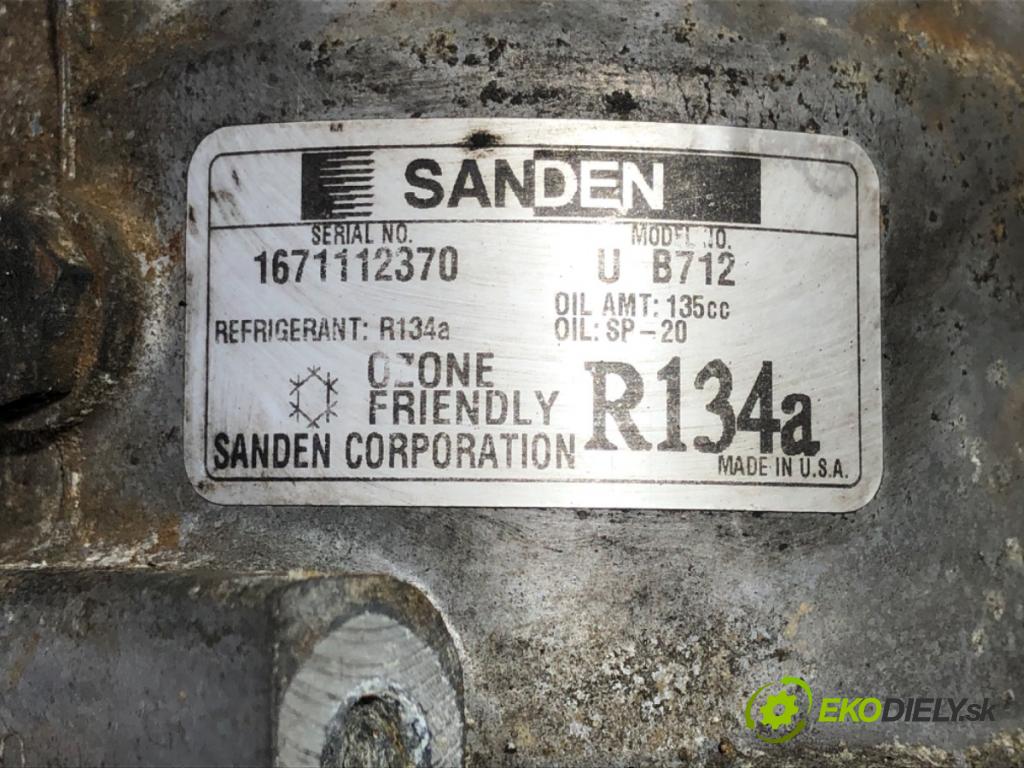 SANDEN
SERIAL NO. MODEL NO.
1671112370 U B712
OIL AMT: 135cc
REFRIGERANT: R134a OIL: SP-20
OZONE
FRIENDLY R134a
SANDEN CORPORATION
MADE IN U.S.A.
EKODIELY.sk